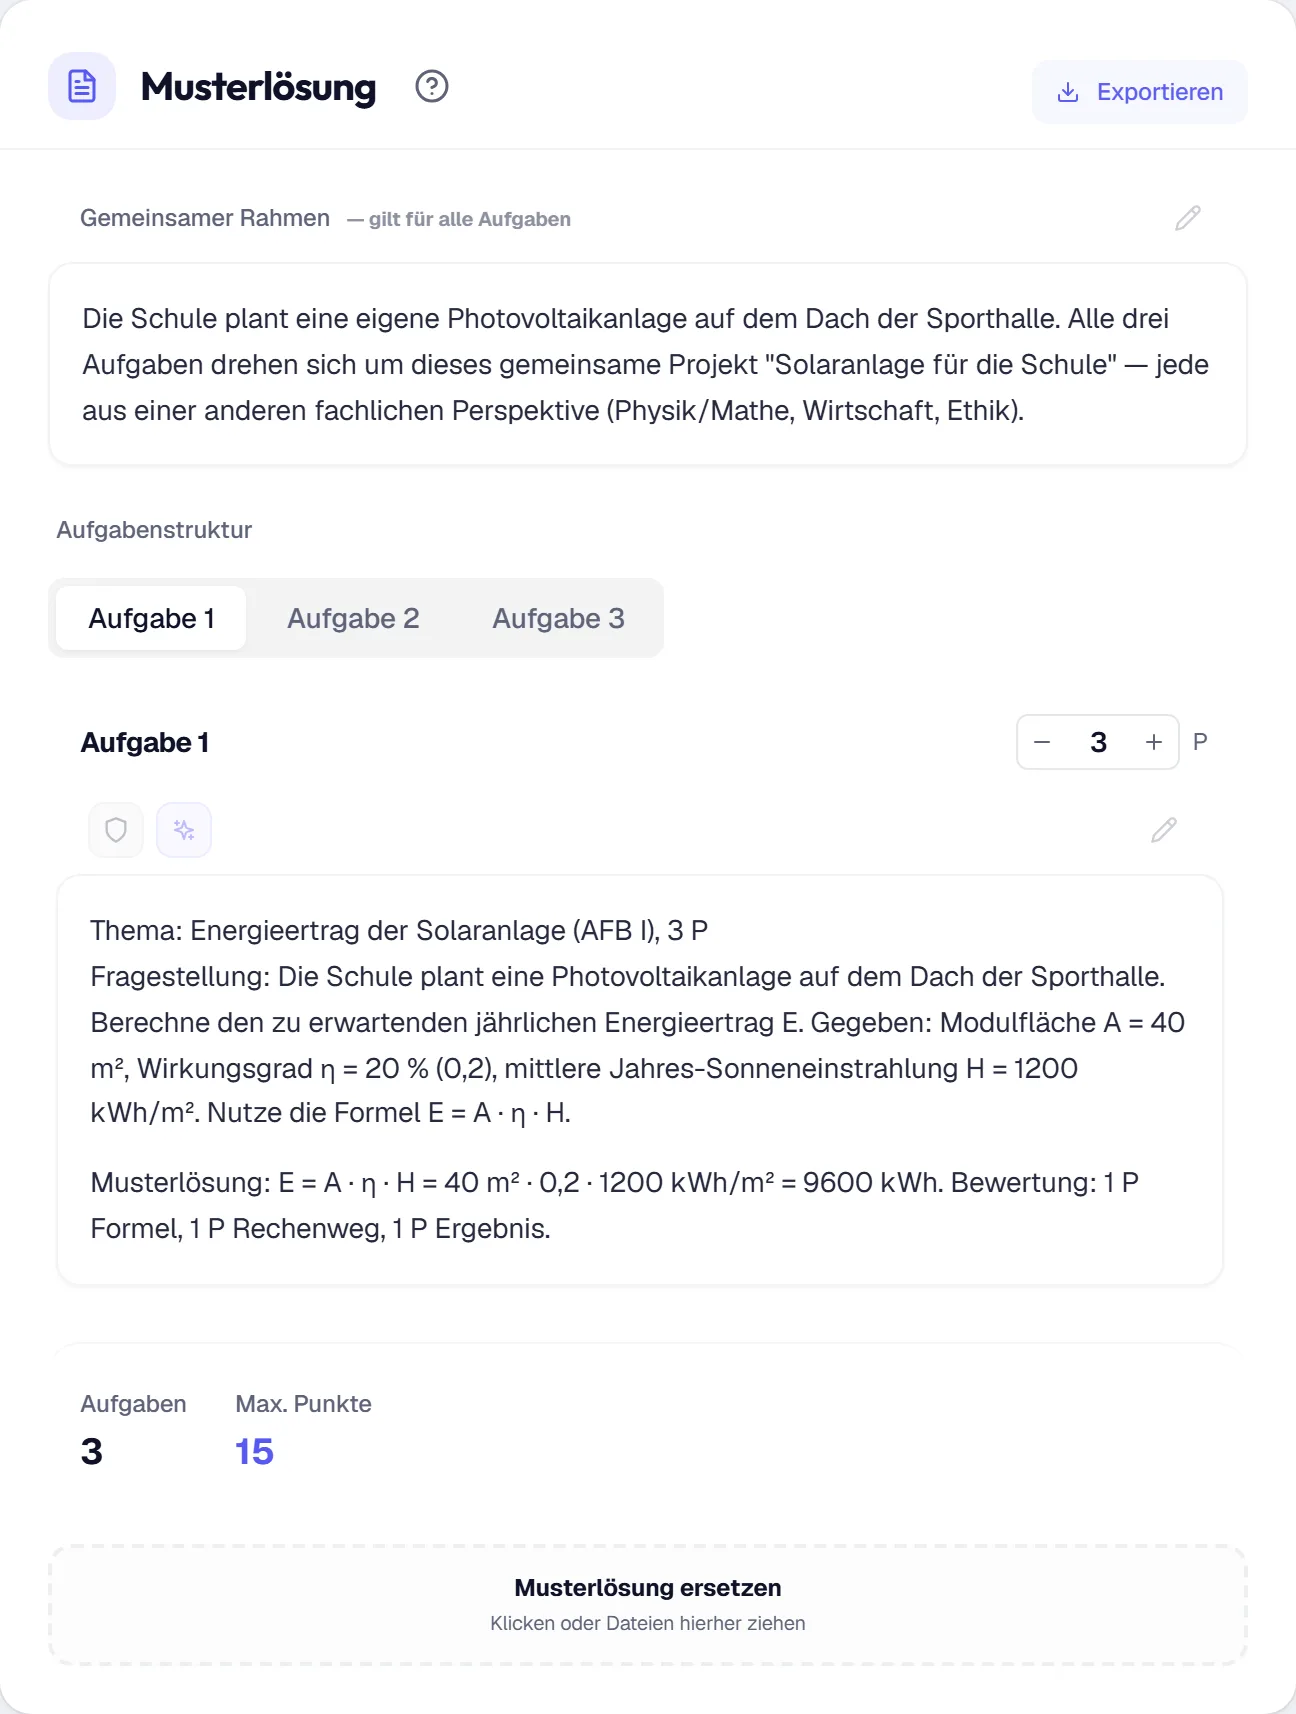 Musterlösung
Exportieren
Gemeinsamer Rahmen — gilt für alle Aufgaben
Die Schule plant eine eigene Photovoltaikanlage auf dem Dach der Sporthalle. Alle drei
Aufgaben drehen sich um dieses gemeinsame Projekt "Solaranlage für die Schule" — jede
aus einer anderen fachlichen Perspektive (Physik/Mathe, Wirtschaft, Ethik).
Aufgabenstruktur
Aufgabe 1 Aufgabe 2 Aufgabe 3
Aufgabe 1
− 3 + P
Thema: Energieertrag der Solaranlage (AFB I), 3 P
Fragestellung: Die Schule plant eine Photovoltaikanlage auf dem Dach der Sporthalle.
Berechne den zu erwartenden jährlichen Energieertrag E. Gegeben: Modulfläche A = 40
m², Wirkungsgrad η = 20 % (0,2), mittlere Jahres-Sonneneinstrahlung H = 1200
kWh/m². Nutze die Formel E = A · η · H.
Musterlösung: E = A · η · H = 40 m² · 0,2 · 1200 kWh/m² = 9600 kWh. Bewertung: 1 P
Formel, 1 P Rechenweg, 1 P Ergebnis.
Aufgaben Max. Punkte
3 15
Musterlösung ersetzen
Klicken oder Dateien hierher ziehen